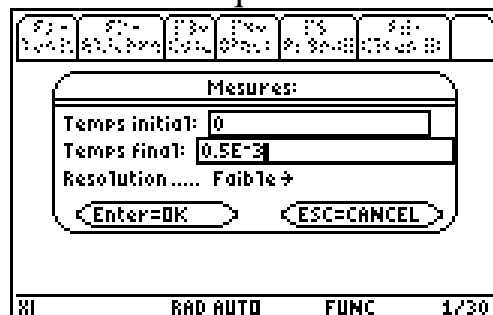 Mesures:
Temps initial: 0
Temps final: 0.5E-3
Resolution..... Faible→
Enter=OK ESC=CANCEL
RAD AUTO FUNC 1/30